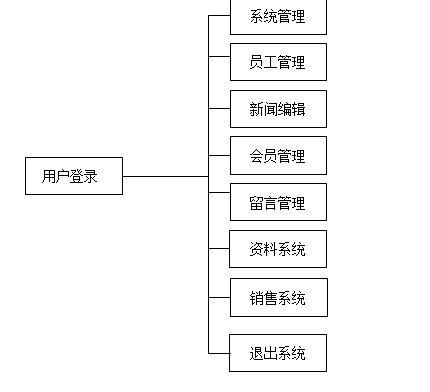 系统管理
员工管理
新闻编辑
会员管理
用户登录
留言管理
资料系统
销售系统
退出系统